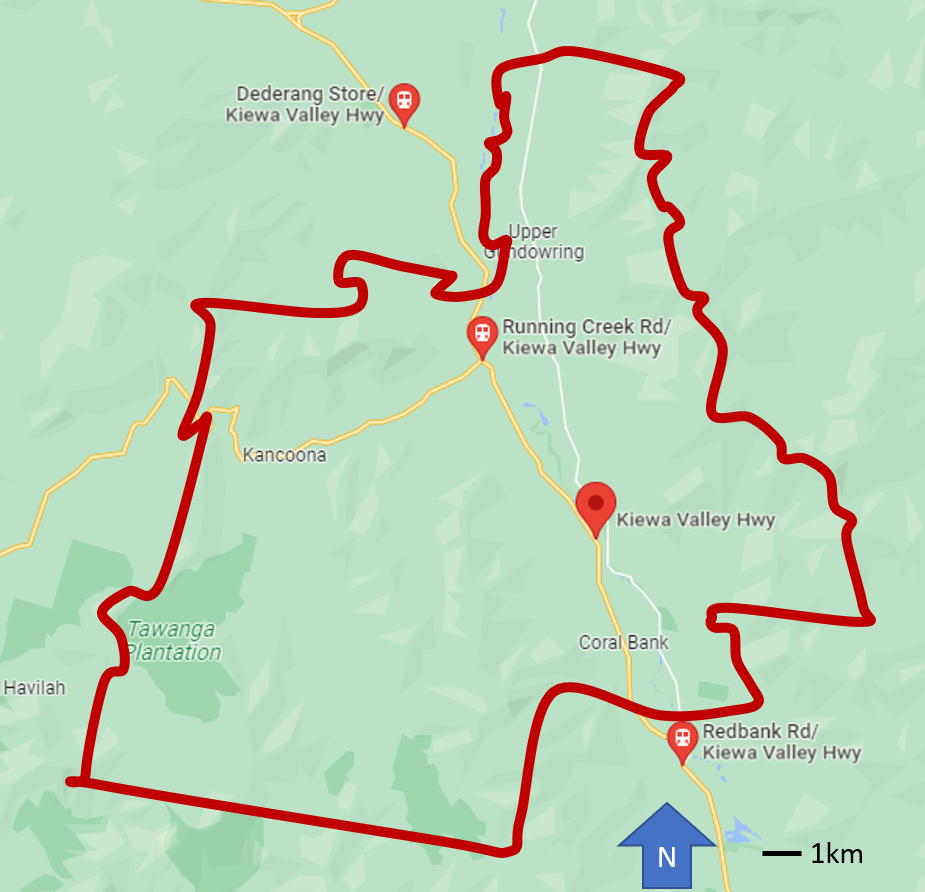 Dederang Store/
Kiewa Valley Hwy
Upper
Gundowring
Running Creek Rd/
Kiewa Valley Hwy
Kancoona
Kiewa Valley Hwy
Tawanga
Plantation
Coral Bank
Havilah
Redbank Rd/
Kiewa Valley Hwy
N
1km